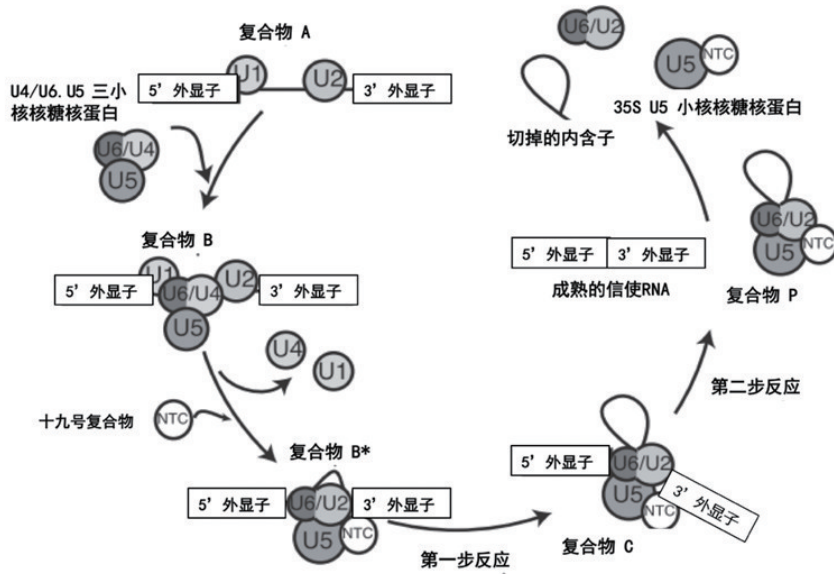 复合物 A
U1
U2
5' 外显子
3' 外显子
U4/U6. U5 三小
核核糖核蛋白
U6/U4
U5
复合物 B
U1
U2
5' 外显子
U6/U4
3' 外显子
U5
U4
U1
十九号复合物
NTC
复合物 B*
5' 外显子
U6/U2
3' 外显子
U5
NTC
第一步反应
5' 外显子
U6/U2
U5
3' 外显子
NTC
复合物 C
第二步反应
U6/U2
U5
NTC
复合物 P
5' 外显子
3' 外显子
成熟的信使RNA
U6/U2
U5
NTC
35S U5 小核核糖核蛋白
切掉的内含子